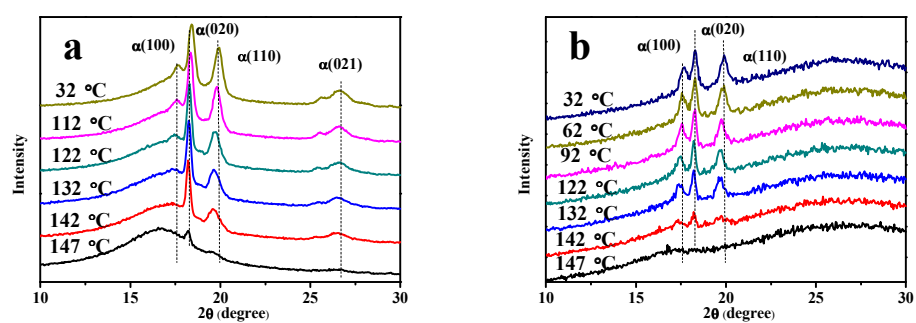 a
α(100)
α(020)
α(110)
α(021)
32 °C
112 °C
122 °C
132 °C
142 °C
147 °C
Intensity
10
15
20
25
30
2θ (degree)
b
α(100)
α(020)
α(110)
32 °C
62 °C
92 °C
122 °C
132 °C
142 °C
147 °C
Intensity
10
15
20
25
30
2θ (degree)